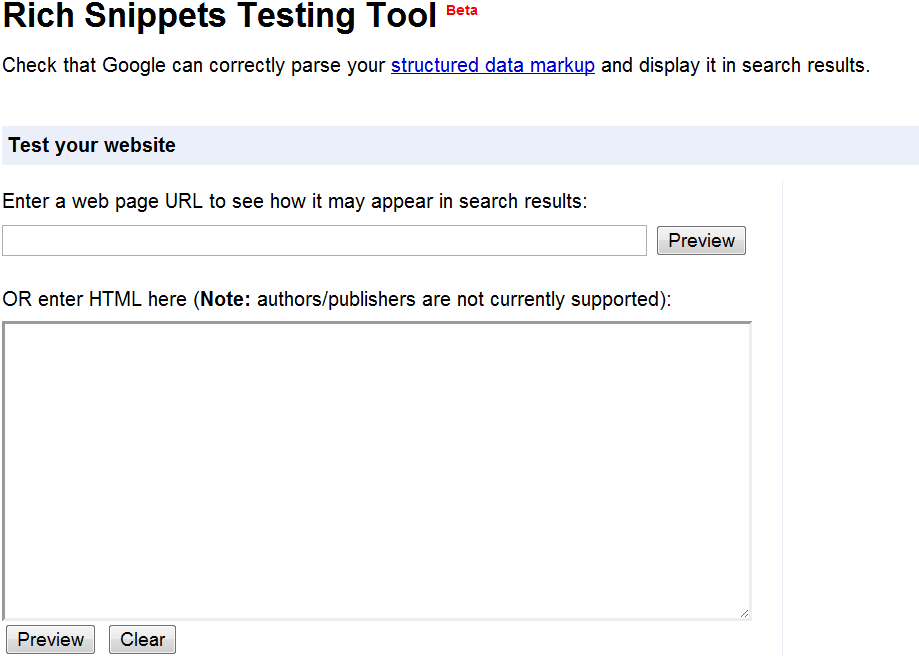 Rich Snippets Testing Tool Beta
Check that Google can correctly parse your structured data markup and display it in search results.
Test your website
Enter a web page URL to see how it may appear in search results:
Preview
OR enter HTML here (Note: authors/publishers are not currently supported):
Preview Clear